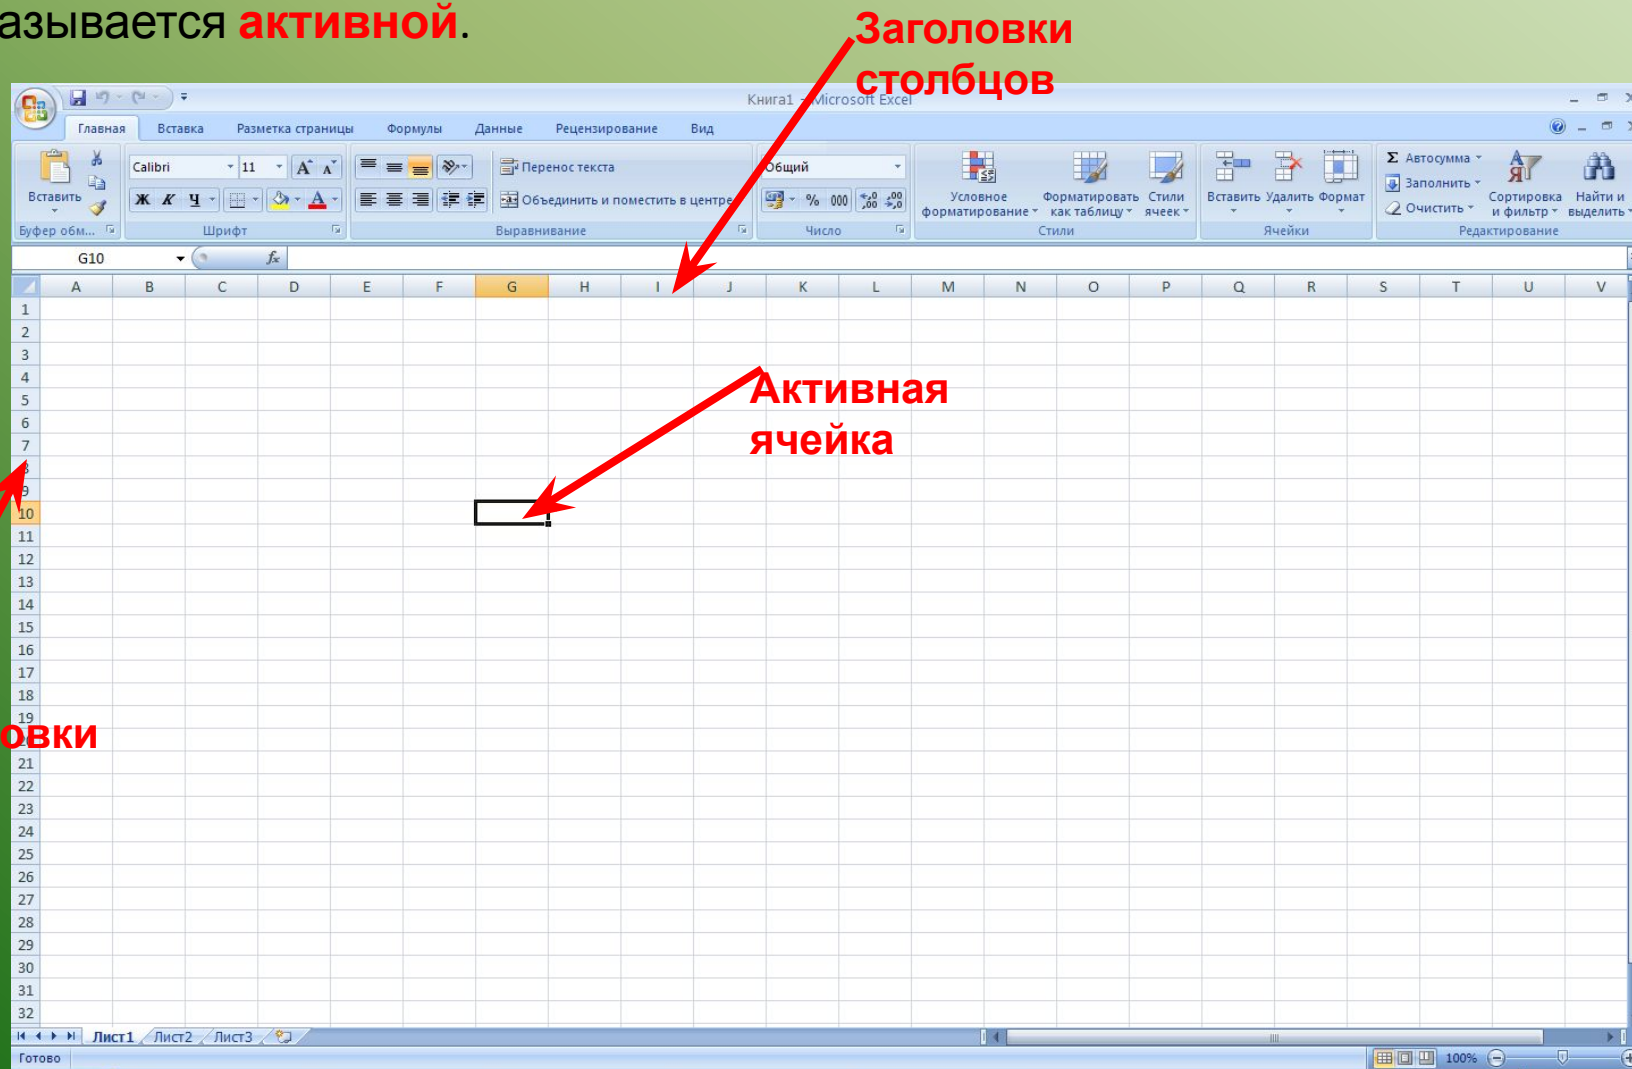 азывается активной.
Заголовки
столбцов
Книга1 - Microsoft Excel
Главная Вставка Разметка страницы Формулы Данные Рецензирование Вид
Вставить
Calibri 11
Ж К Ч
Перенос текста
Объединить и поместить в центре
Общий
% 000
Условное форматирование
Форматировать как таблицу
Стили ячеек
Вставить Удалить Формат
Σ Автосумма
Заполнить
Очистить
Сортировка и фильтр
Найти и выделить
Буфер обм... Шрифт Выравнивание Число Стили Ячейки Редактирование
G10 fx
A B C D E F G H I J K L M N O P Q R S T U V
1
2
3
4
5
6
7
8
9
10
11
12
13
14
15
16
17
18
19
21
22
23
24
25
26
27
28
29
30
31
32
Активная
ячейка
овки
Лист1 Лист2 Лист3
Готово 100%